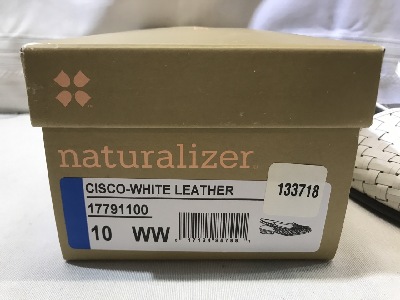 naturalizer
CISCO-WHITE LEATHER
133718
17791100
10 WW